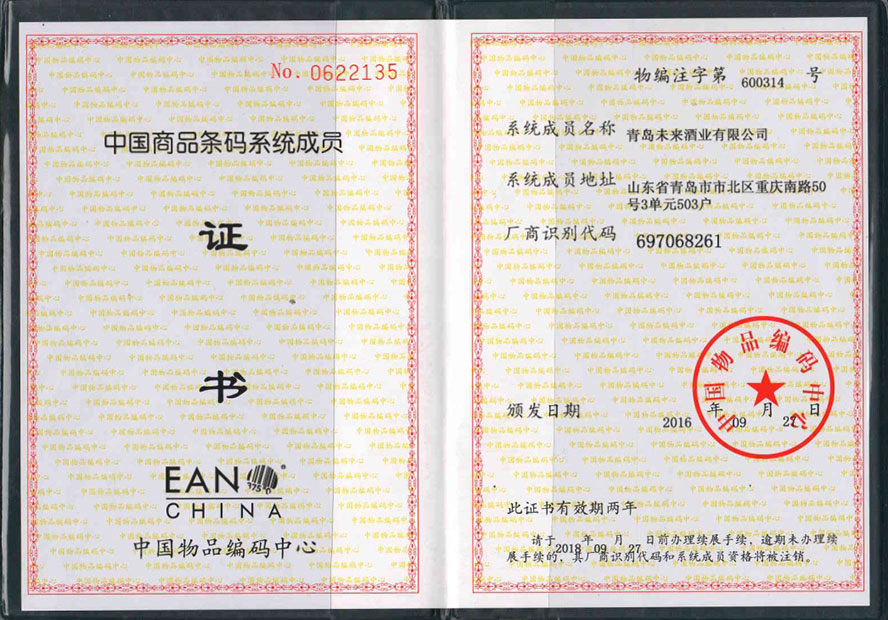 No. 0622135
中国商品条码系统成员
证
书
EAN
CHINA
中国物品编码中心
物编注字第 600314 号
系统成员名称 青岛未来酒业有限公司
系统成员地址 山东省青岛市市北区重庆南路50
号3单元503户
厂商识别代码 697068261
中国物品编码中心
颁发日期 2016 年 09 月 27 日
此证书有效期两年
请于 2018 年 09 月 27 日前办理续展手续，逾期未办理续
展手续的，其厂商识别代码和系统成员资格将被注销。